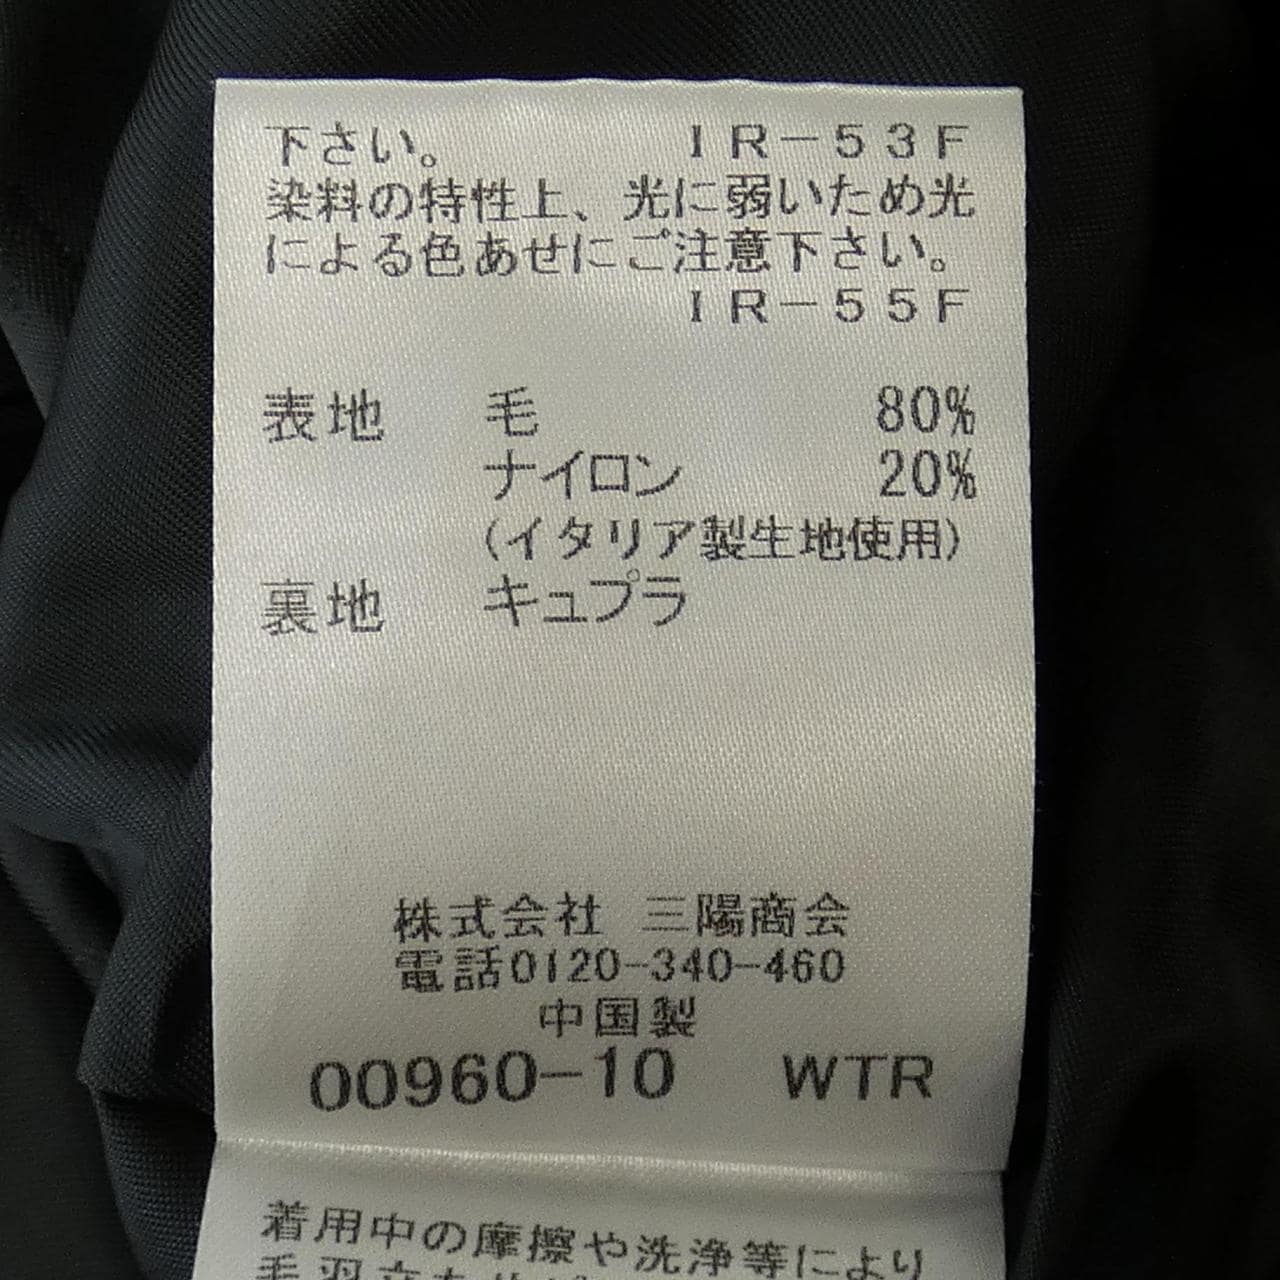 下さい。 IR-53F
染料の特性上、光に弱いため光
による色あせにご注意下さい。
IR-55F
表地 毛 80%
ナイロン 20%
(イタリア製生地使用)
裏地 キュプラ
株式会社 三陽商会
電話0120-340-460
中国製
00960-10 WTR
着用中の摩擦や洗浄等により
毛羽立ち